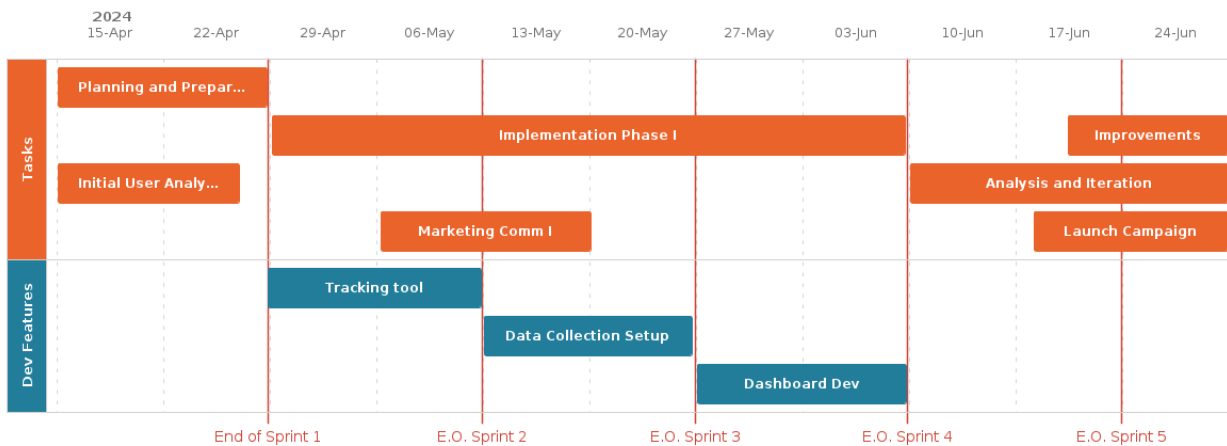 2024
15-Apr 22-Apr 29-Apr 06-May 13-May 20-May 27-May 03-Jun 10-Jun 17-Jun 24-Jun
Tasks
Planning and Prepar...
Implementation Phase I
Improvements
Initial User Analy...
Analysis and Iteration
Marketing Comm I
Launch Campaign
Dev Features
Tracking tool
Data Collection Setup
Dashboard Dev
End of Sprint 1
E.O. Sprint 2
E.O. Sprint 3
E.O. Sprint 4
E.O. Sprint 5